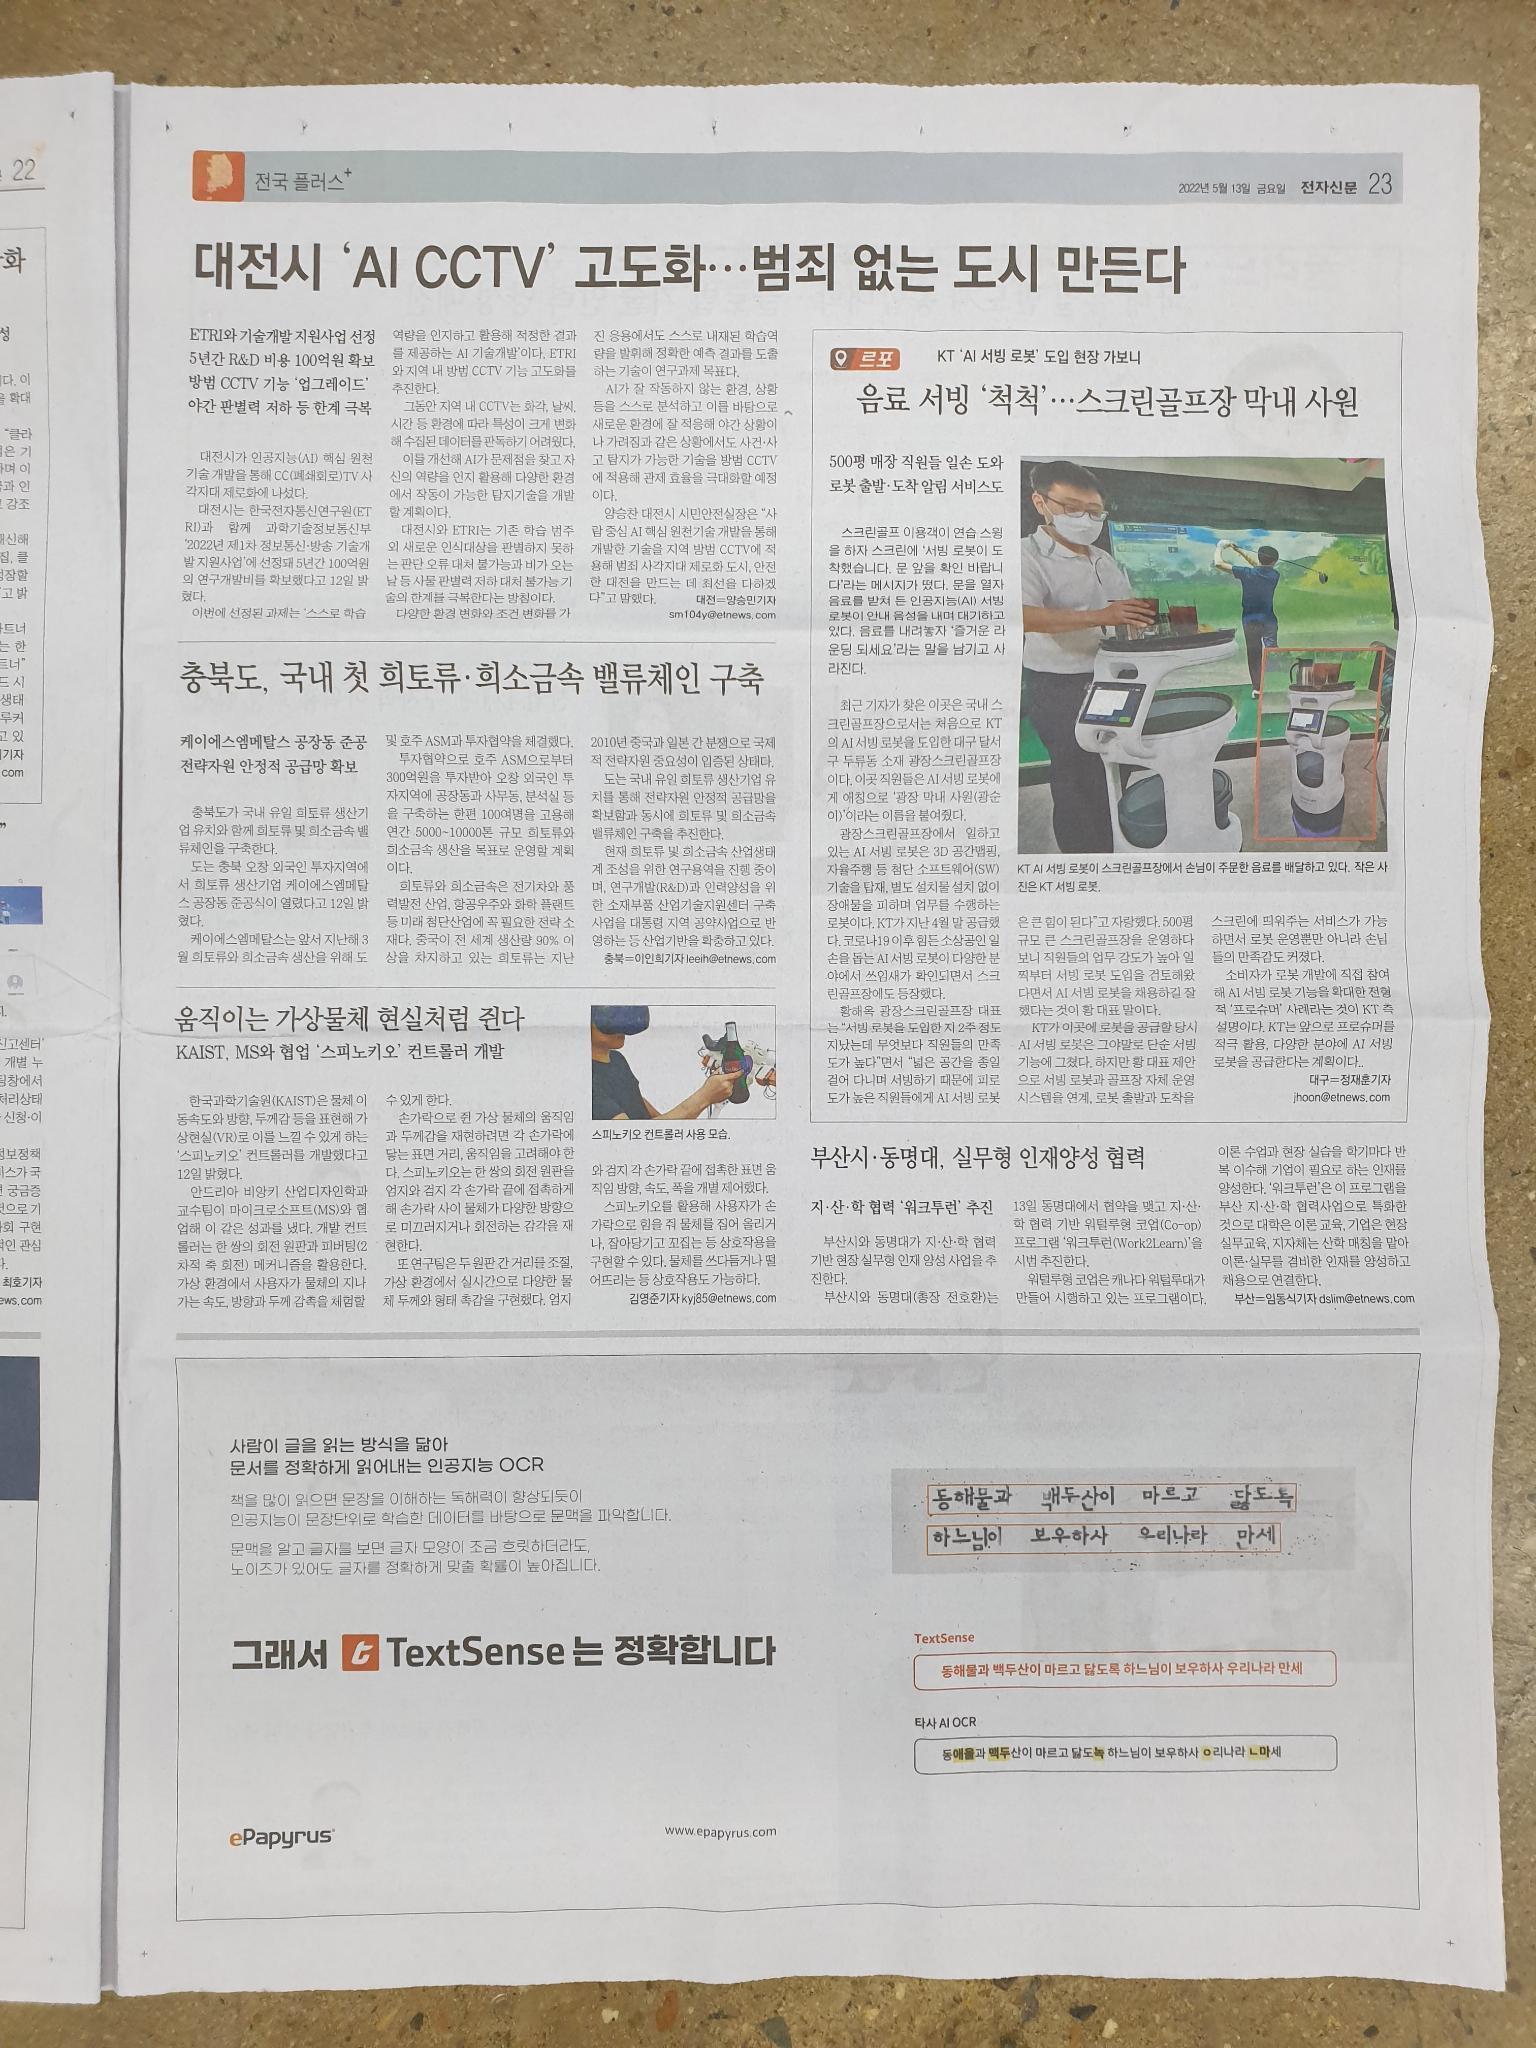 전국 플러스+
2022년 5월 13일 금요일 전자신문 23
대전시 ‘AI CCTV’ 고도화…범죄 없는 도시 만든다
ETRI와 기술개발 지원사업 선정
5년간 R&D 비용 100억원 확보
방범 CCTV 기능 ‘업그레이드’
야간 판별력 저하 등 한계 극복
대전시가 인공지능(AI) 핵심 원천
기술 개발을 통해 CC(폐쇄회로)TV 사
각지대 제로화에 나섰다.
대전시는 한국전자통신연구원(ET
RI)과 함께 과학기술정보통신부
‘2022년 제1차 정보통신·방송 기술개
발 지원사업’에 선정돼 5년간 100억원
의 연구개발비를 확보했다고 12일 밝
혔다.
이번에 선정된 과제는 ‘스스로 학습
역량을 인지하고 활용해 적정한 결과
를 제공하는 AI 기술개발’이다. ETRI
와 지역 내 방범 CCTV 기능 고도화를
추진한다.
그동안 지역 내 CCTV는 화각, 날씨,
시간 등 환경에 따라 특성이 크게 변화
해 수집된 데이터를 판독하기 어려웠다.
이를 개선해 AI가 문제점을 찾고 자
신의 역량을 인지 활용해 다양한 환경
에서 작동이 가능한 탐지기술을 개발
할 계획이다.
대전시와 ETRI는 기존 학습 범주
외 새로운 인식대상을 판별하지 못하
는 판단 오류 대처 불가능과 비가 오는
날 등 사물 판별력 저하 대처 불가능 기
술의 한계를 극복한다는 방침이다.
다양한 환경 변화와 조건 변화를 가
진 응용에서도 스스로 내재된 학습역
량을 발휘해 정확한 예측 결과를 도출
하는 기술이 연구과제 목표다.
AI가 잘 작동하지 않는 환경, 상황
등을 스스로 분석하고 이를 바탕으로
새로운 환경에 잘 적응해 야간 상황이
나 가려짐과 같은 상황에서도 사건·사
고 탐지가 가능한 기술을 방범 CCTV
에 적용해 관제 효율을 극대화할 예정
이다.
양승찬 대전시 시민안전실장은 “사
람 중심 AI 핵심 원천기술 개발을 통해
개발한 기술을 지역 방범 CCTV에 적
용해 범죄 사각지대 제로화 도시, 안전
한 대전을 만드는 데 최선을 다하겠
다”고 말했다. 대전=양승민기자
sm104y@etnews.com
충북도, 국내 첫 희토류·희소금속 밸류체인 구축
케이에스엠메탈스 공장동 준공
전략자원 안정적 공급망 확보
충북도가 국내 유일 희토류 생산기
업 유치와 함께 희토류 및 희소금속 밸
류체인을 구축한다.
도는 충북 오창 외국인 투자지역에
서 희토류 생산기업 케이에스엠메탈
스 공장동 준공식이 열렸다고 12일 밝
혔다.
케이에스엠메탈스는 앞서 지난해 3
월 희토류와 희소금속 생산을 위해 도
및 호주 ASM과 투자협약을 체결했다.
투자협약으로 호주 ASM으로부터
300억원을 투자받아 오창 외국인 투
자지역에 공장동과 사무동, 분석실 등
을 구축하는 한편 100여명을 고용해
연간 5000~10000톤 규모 희토류와
희소금속 생산을 목표로 운영할 계획
이다.
희토류와 희소금속은 전기차와 풍
력발전 산업, 항공우주와 화학 플랜트
등 미래 첨단산업에 꼭 필요한 전략 소
재다. 중국이 전 세계 생산량 90% 이
상을 차지하고 있는 희토류는 지난
2010년 중국과 일본 간 분쟁으로 국제
적 전략자원 중요성이 입증된 상태다.
도는 국내 유일 희토류 생산기업 유
치를 통해 전략자원 안정적 공급망을
확보함과 동시에 희토류 및 희소금속
밸류체인 구축을 추진한다.
현재 희토류 및 희소금속 산업생태
계 조성을 위한 연구용역을 진행 중이
며, 연구개발(R&D)과 인력양성을 위
한 소재부품 산업기술지원센터 구축
사업을 대통령 지역 공약사업으로 반
영하는 등 산업기반을 확충하고 있다.
충북=이인희기자 leeih@etnews.com
움직이는 가상물체 현실처럼 쥔다
KAIST, MS와 협업 ‘스피노키오’ 컨트롤러 개발
한국과학기술원(KAIST)은 물체 이
동속도와 방향, 두께감 등을 표현해 가
상현실(VR)로 이를 느낄 수 있게 하는
‘스피노키오’ 컨트롤러를 개발했다고
12일 밝혔다.
안드리아 비앙키 산업디자인학과
교수팀이 마이크로소프트(MS)와 협
업해 이 같은 성과를 냈다. 개발 컨트
롤러는 한 쌍의 회전 원판과 피버팅(2
차적 축 회전) 메커니즘을 활용한다.
가상 환경에서 사용자가 물체의 지나
가는 속도, 방향과 두께 감촉을 체험할
수 있게 한다.
손가락으로 쥔 가상 물체의 움직임
과 두께감을 재현하려면 각 손가락에
닿는 표면 거리, 움직임을 고려해야 한
다. 스피노키오는 한 쌍의 회전 원판을
엄지와 검지 각 손가락 끝에 접촉하게
해 손가락 사이 물체가 다양한 방향으
로 미끄러지거나 회전하는 감각을 재
현한다.
또 연구팀은 두 원판 간 거리를 조절,
가상 환경에서 실시간으로 다양한 물
체 두께와 형태 촉감을 구현했다. 엄지
스피노키오 컨트롤러 사용 모습.
와 검지 각 손가락 끝에 접촉한 표면 움
직임 방향, 속도, 폭을 개별 제어했다.
스피노키오를 활용해 사용자가 손
가락으로 힘을 줘 물체를 집어 올리거
나, 잡아당기고 꼬집는 등 상호작용을
구현할 수 있다. 물체를 쓰다듬거나 떨
어뜨리는 등 상호작용도 가능하다.
김영준기자 kyj85@etnews.com
르포
KT ‘AI 서빙 로봇’ 도입 현장 가보니
음료 서빙 ‘척척’…스크린골프장 막내 사원
500평 매장 직원들 일손 도와
로봇 출발·도착 알림 서비스도
스크린골프 이용객이 연습 스윙
을 하자 스크린에 ‘서빙 로봇이 도
착했습니다. 문 앞을 확인 바랍니
다’라는 메시지가 떴다. 문을 열자
음료를 받쳐 든 인공지능(AI) 서빙
로봇이 안내 음성을 내며 대기하고
있다. 음료를 내려놓자 ‘즐거운 라
운딩 되세요’라는 말을 남기고 사
라진다.
최근 기자가 찾은 이곳은 국내 스
크린골프장으로서는 처음으로 KT
의 AI 서빙 로봇을 도입한 대구 달서
구 두류동 소재 광장스크린골프장
이다. 이곳 직원들은 AI 서빙 로봇에
게 애칭으로 ‘광장 막내 사원(광순
이)’이라는 이름을 붙여줬다.
광장스크린골프장에서 일하고
있는 AI 서빙 로봇은 3D 공간맵핑,
자율주행 등 첨단 소프트웨어(SW)
기술을 탑재, 별도 설치물 설치 없이
장애물을 피하며 업무를 수행하는
로봇이다. KT가 지난 4월 말 공급했
다. 코로나19 이후 힘든 소상공인 일
손을 돕는 AI 서빙 로봇이 다양한 분
야에서 쓰임새가 확인되면서 스크
린골프장에도 등장했다.
황해옥 광장스크린골프장 대표
는 “서빙 로봇을 도입한 지 2주 정도
지났는데 무엇보다 직원들의 만족
도가 높다”면서 “넓은 공간을 종일
걸어 다니며 서빙하기 때문에 피로
도가 높은 직원들에게 AI 서빙 로봇
KT AI 서빙 로봇이 스크린골프장에서 손님이 주문한 음료를 배달하고 있다. 작은 사
진은 KT 서빙 로봇.
은 큰 힘이 된다”고 자랑했다. 500평
규모 큰 스크린골프장을 운영하다
보니 직원들의 업무 강도가 높아 일
찍부터 서빙 로봇 도입을 검토해왔
다면서 AI 서빙 로봇을 채용하길 잘
했다는 것이 황 대표 말이다.
KT가 이곳에 로봇을 공급할 당시
AI 서빙 로봇은 그야말로 단순 서빙
기능에 그쳤다. 하지만 황 대표 제안
으로 서빙 로봇과 골프장 자체 운영
시스템을 연계, 로봇 출발과 도착을
스크린에 띄워주는 서비스가 가능
하면서 로봇 운영뿐만 아니라 손님
들의 만족감도 커졌다.
소비자가 로봇 개발에 직접 참여
해 AI 서빙 로봇 기능을 확대한 전형
적 ‘프로슈머’ 사례라는 것이 KT 측
설명이다. KT는 앞으로 프로슈머를
적극 활용, 다양한 분야에 AI 서빙
로봇을 공급한다는 계획이다..
대구=정재훈기자
jhoon@etnews.com
부산시·동명대, 실무형 인재양성 협력
지·산·학 협력 ‘워크투런’ 추진
부산시와 동명대가 지·산·학 협력
기반 현장 실무형 인재 양성 사업을 추
진한다.
부산시와 동명대(총장 전호환)는
13일 동명대에서 협약을 맺고 지·산·
학 협력 기반 워털루형 코업(Co-op)
프로그램 ‘워크투런(Work2Learn)’을
시범 추진한다.
워털루형 코업은 캐나다 워털루대가
만들어 시행하고 있는 프로그램이다.
이론 수업과 현장 실습을 학기마다 반
복 이수해 기업이 필요로 하는 인재를
양성한다. ‘워크투런’은 이 프로그램을
부산 지·산·학 협력사업으로 특화한
것으로 대학은 이론 교육, 기업은 현장
실무교육, 지자체는 산학 매칭을 맡아
이론·실무를 겸비한 인재를 양성하고
채용으로 연결한다.
부산=임동식기자 dslim@etnews.com
사람이 글을 읽는 방식을 닮아
문서를 정확하게 읽어내는 인공지능 OCR
책을 많이 읽으면 문장을 이해하는 독해력이 향상되듯이
인공지능이 문장단위로 학습한 데이터를 바탕으로 문맥을 파악합니다.
문맥을 알고 글자를 보면 글자 모양이 조금 흐릿하더라도,
노이즈가 있어도 글자를 정확하게 맞출 확률이 높아집니다.
그래서 t TextSense 는 정확합니다
ePapyrus
www.epapyrus.com
동해물과 백두산이 마르고 닳도록
하느님이 보우하사 우리나라 만세
TextSense
동해물과 백두산이 마르고 닳도록 하느님이 보우하사 우리나라 만세
타사 AI OCR
동애울과 맥두산이 마르고 닳도녹 하느님이 보우하사 ㅇ리나라 ㄴ마세